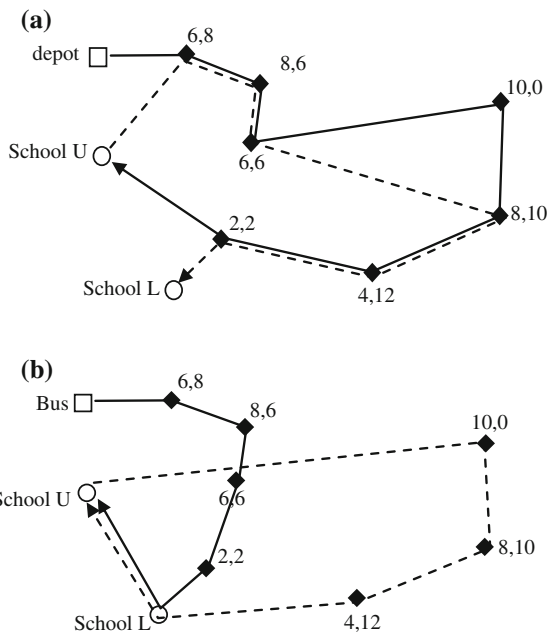 (a)
depot
6,8
8,6
10,0
6,6
School U
2,2
8,10
School L
4,12
(b)
Bus
6,8
8,6
10,0
6,6
School U
2,2
8,10
4,12
School L